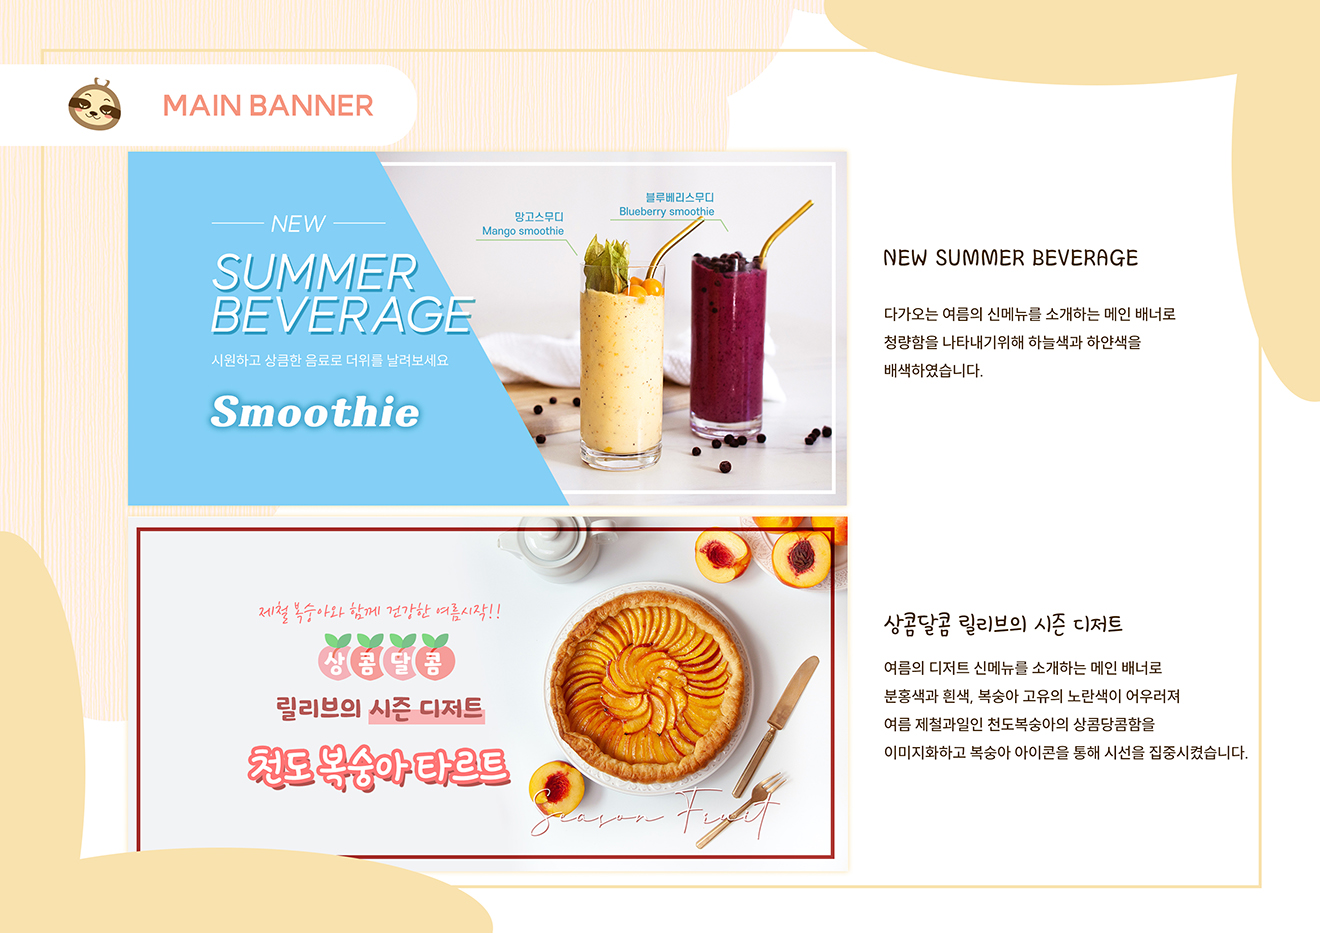 MAIN BANNER
NEW
SUMMER
BEVERAGE
시원하고 상큼한 음료로 더위를 날려보세요
Smoothie
망고스무디
Mango smoothie
블루베리스무디
Blueberry smoothie
NEW SUMMER BEVERAGE
다가오는 여름의 신메뉴를 소개하는 메인 배너로
청량함을 나타내기위해 하늘색과 하얀색을
배색하였습니다.
제철 복숭아와 함께 건강한 여름시작!!
상콤달콤
릴리브의 시즌 디저트
천도 복숭아 타르트
Season Fruit
상콤달콤 릴리브의 시즌 디저트
여름의 디저트 신메뉴를 소개하는 메인 배너로
분홍색과 흰색, 복숭아 고유의 노란색이 어우러져
여름 제철과일인 천도복숭아의 상콤당콤함을
이미지화하고 복숭아 아이콘을 통해 시선을 집중시켰습니다.